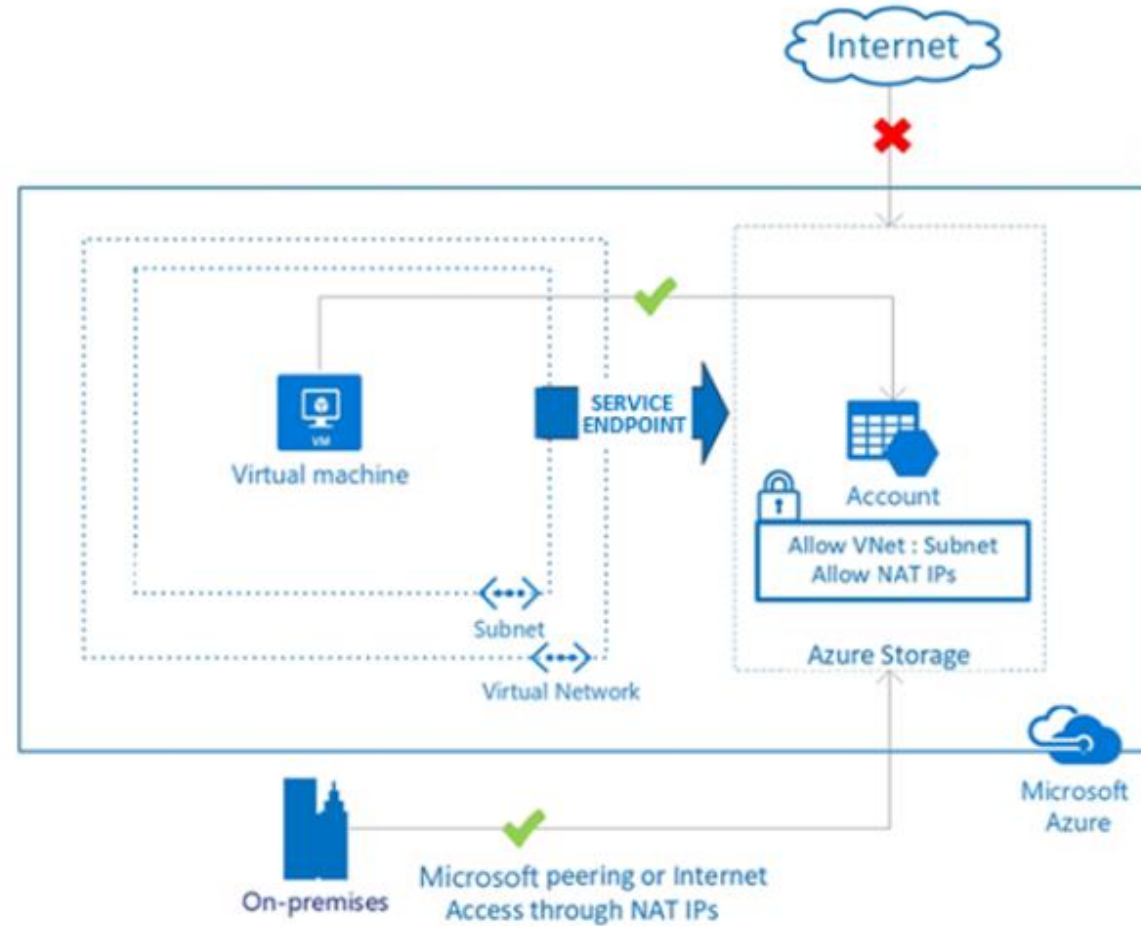 Internet
SERVICE
ENDPOINT
VM
Virtual machine
Account
Allow VNet : Subnet
Allow NAT IPs
Subnet
Azure Storage
Virtual Network
Microsoft
Azure
On-premises
Microsoft peering or Internet
Access through NAT IPs